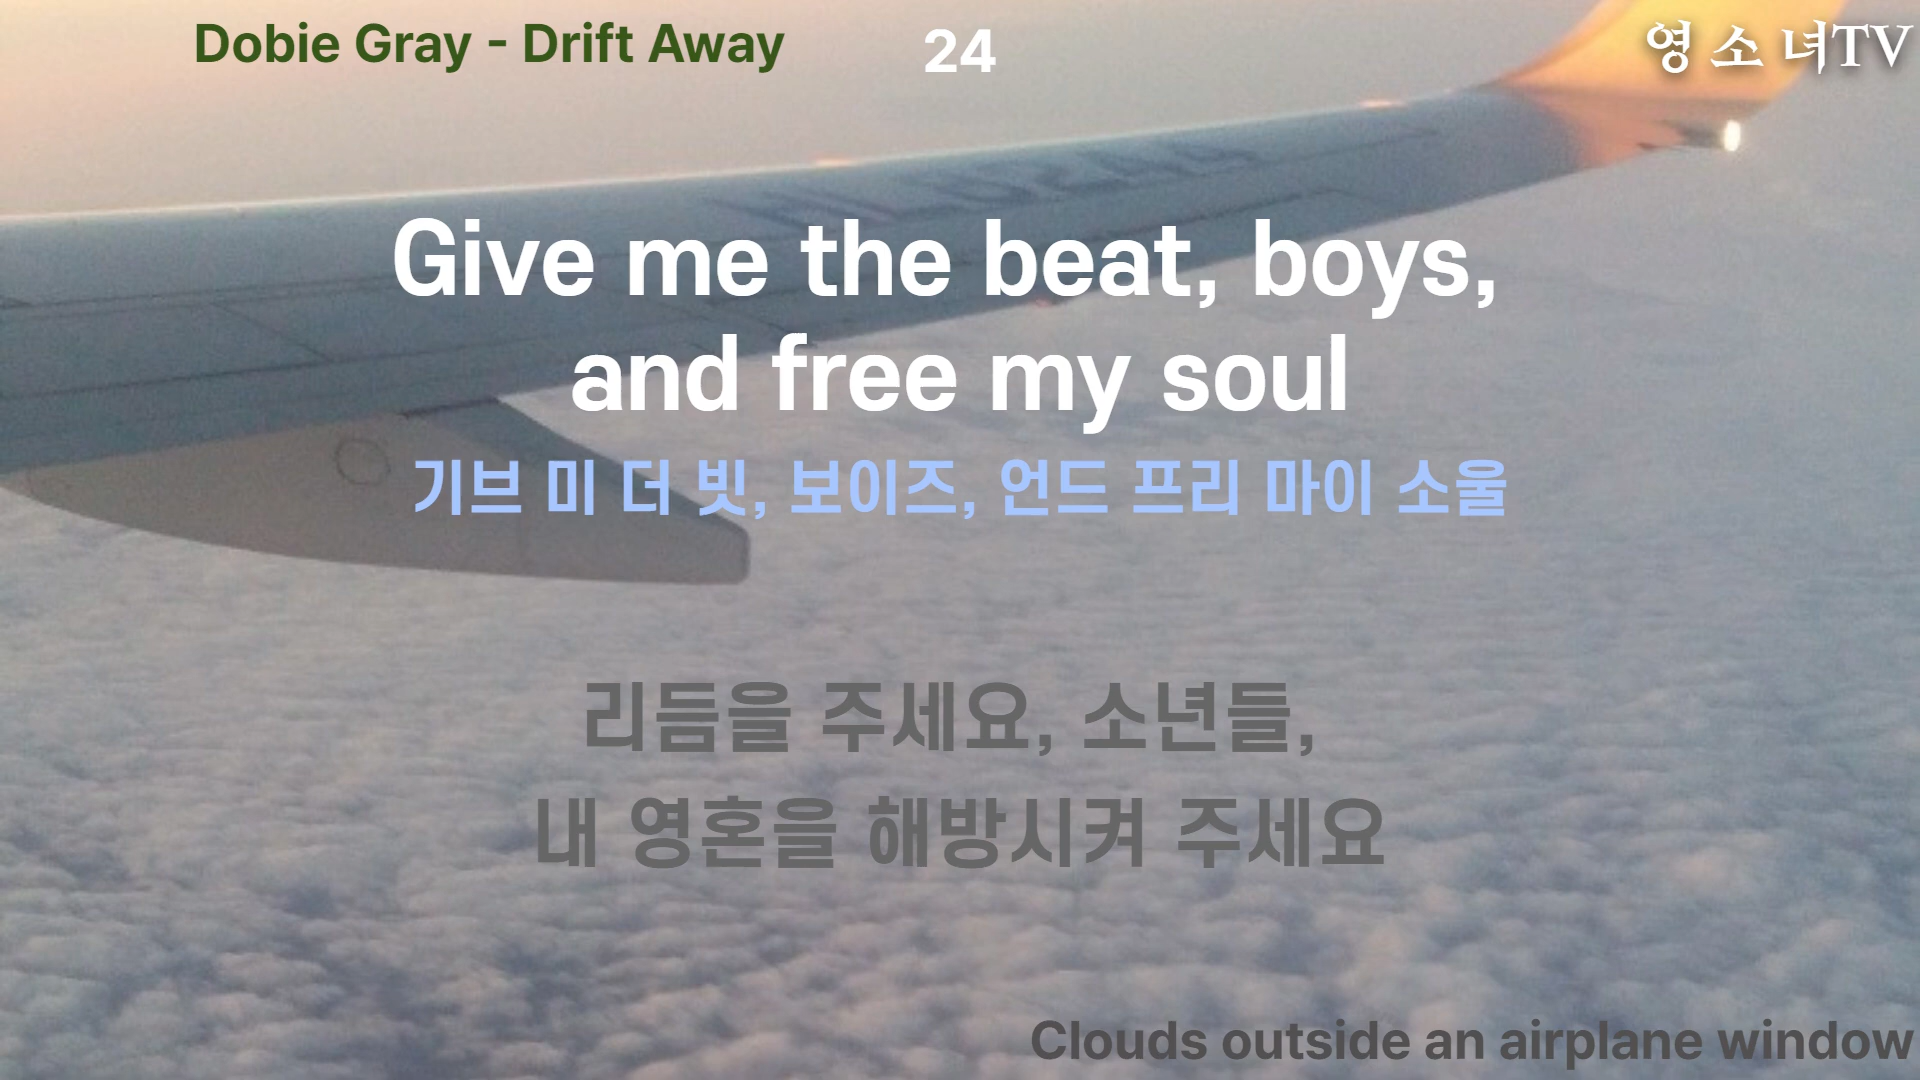 Dobie Gray - Drift Away
24
영 소 녀TV
Give me the beat, boys,
and free my soul
기브 미 더 빗, 보이즈, 언드 프리 마이 소울
리듬을 주세요, 소년들,
내 영혼을 해방시켜 주세요
Clouds outside an airplane window